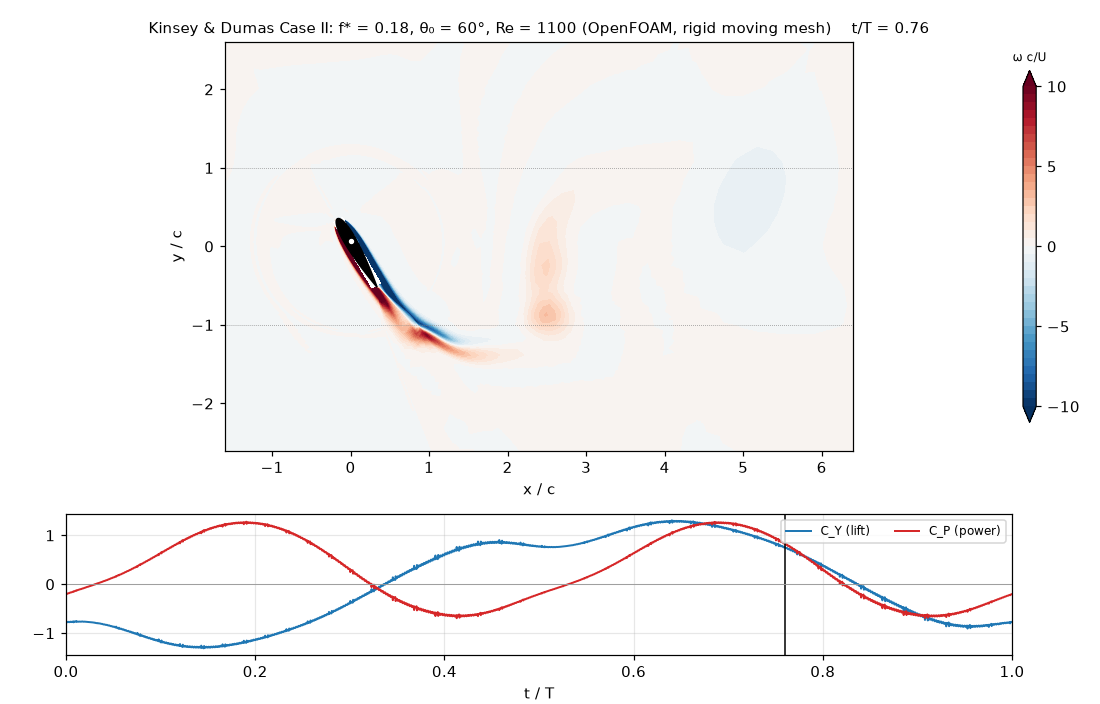 Kinsey & Dumas Case II: f* = 0.18, θ₀ = 60°, Re = 1100 (OpenFOAM, rigid moving mesh)    t/T = 0.76
ω c/U
10
5
0
−5
−10
y / c
2
1
0
−1
−2
−1 0 1 2 3 4 5 6
x / c
C_Y (lift) C_P (power)
1
0
−1
0.0 0.2 0.4 0.6 0.8 1.0
t / T